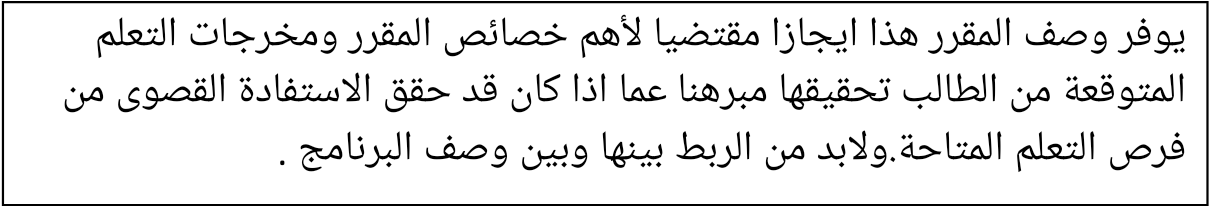 يوفر وصف المقرر هذا ايجازا مقتضيا لأهم خصائص المقرر ومخرجات التعلم
المتوقعة من الطالب تحقيقها مبرهنا عما اذا كان قد حقق الاستفادة القصوى من
فرص التعلم المتاحة.ولابد من الربط بينها وبين وصف البرنامج .